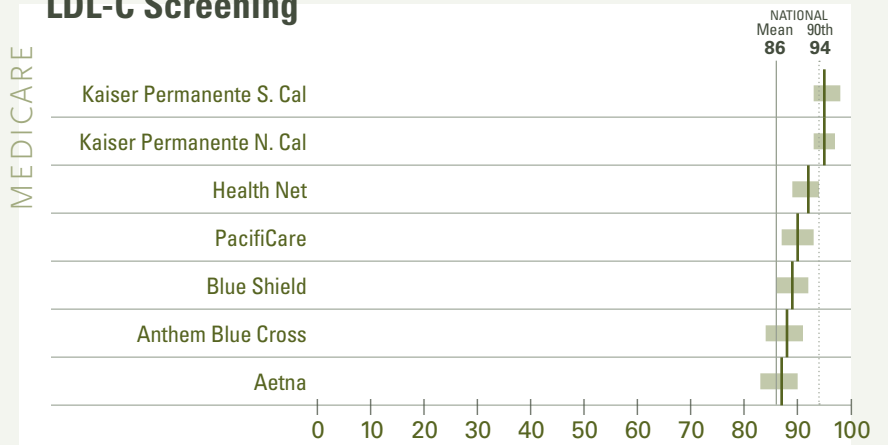 LDL-C Screening
NATIONAL
Mean 90th
86 94
MEDICARE
Kaiser Permanente S. Cal
Kaiser Permanente N. Cal
Health Net
PacifiCare
Blue Shield
Anthem Blue Cross
Aetna
0 10 20 30 40 50 60 70 80 90 100